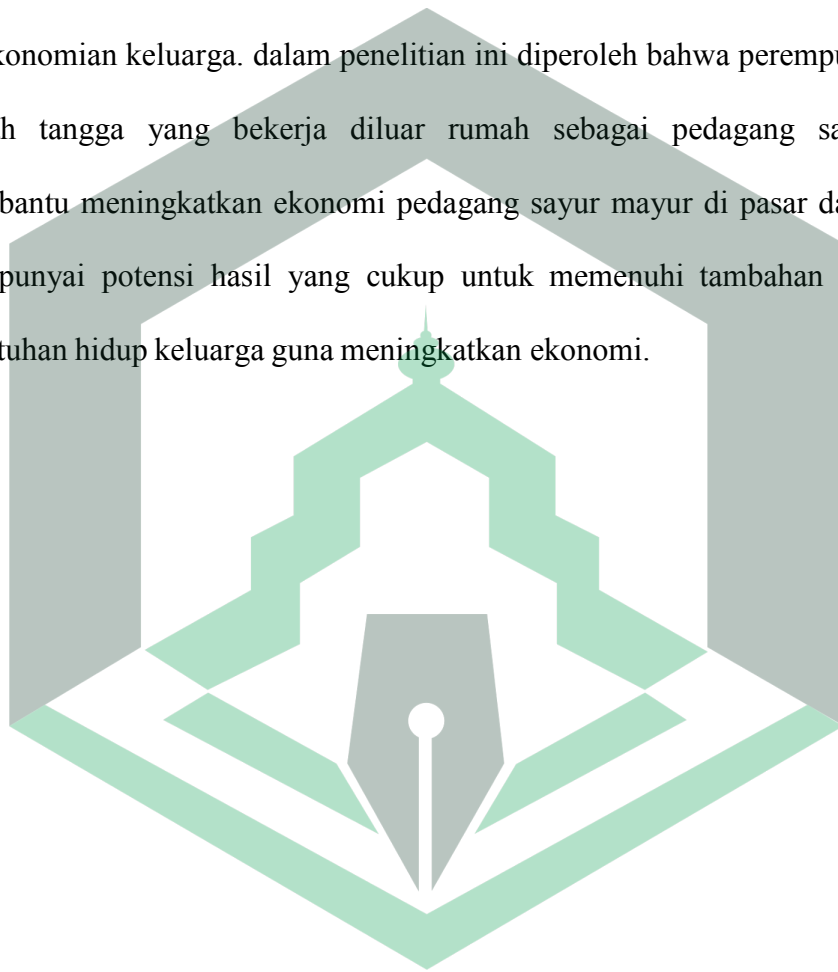 konomian keluarga. dalam penelitian ini diperoleh bahwa perempu
h tangga yang bekerja diluar rumah sebagai pedagang sa
bantu meningkatkan ekonomi pedagang sayur mayur di pasar da
punyai potensi hasil yang cukup untuk memenuhi tambahan
tuhan hidup keluarga guna meningkatkan ekonomi.